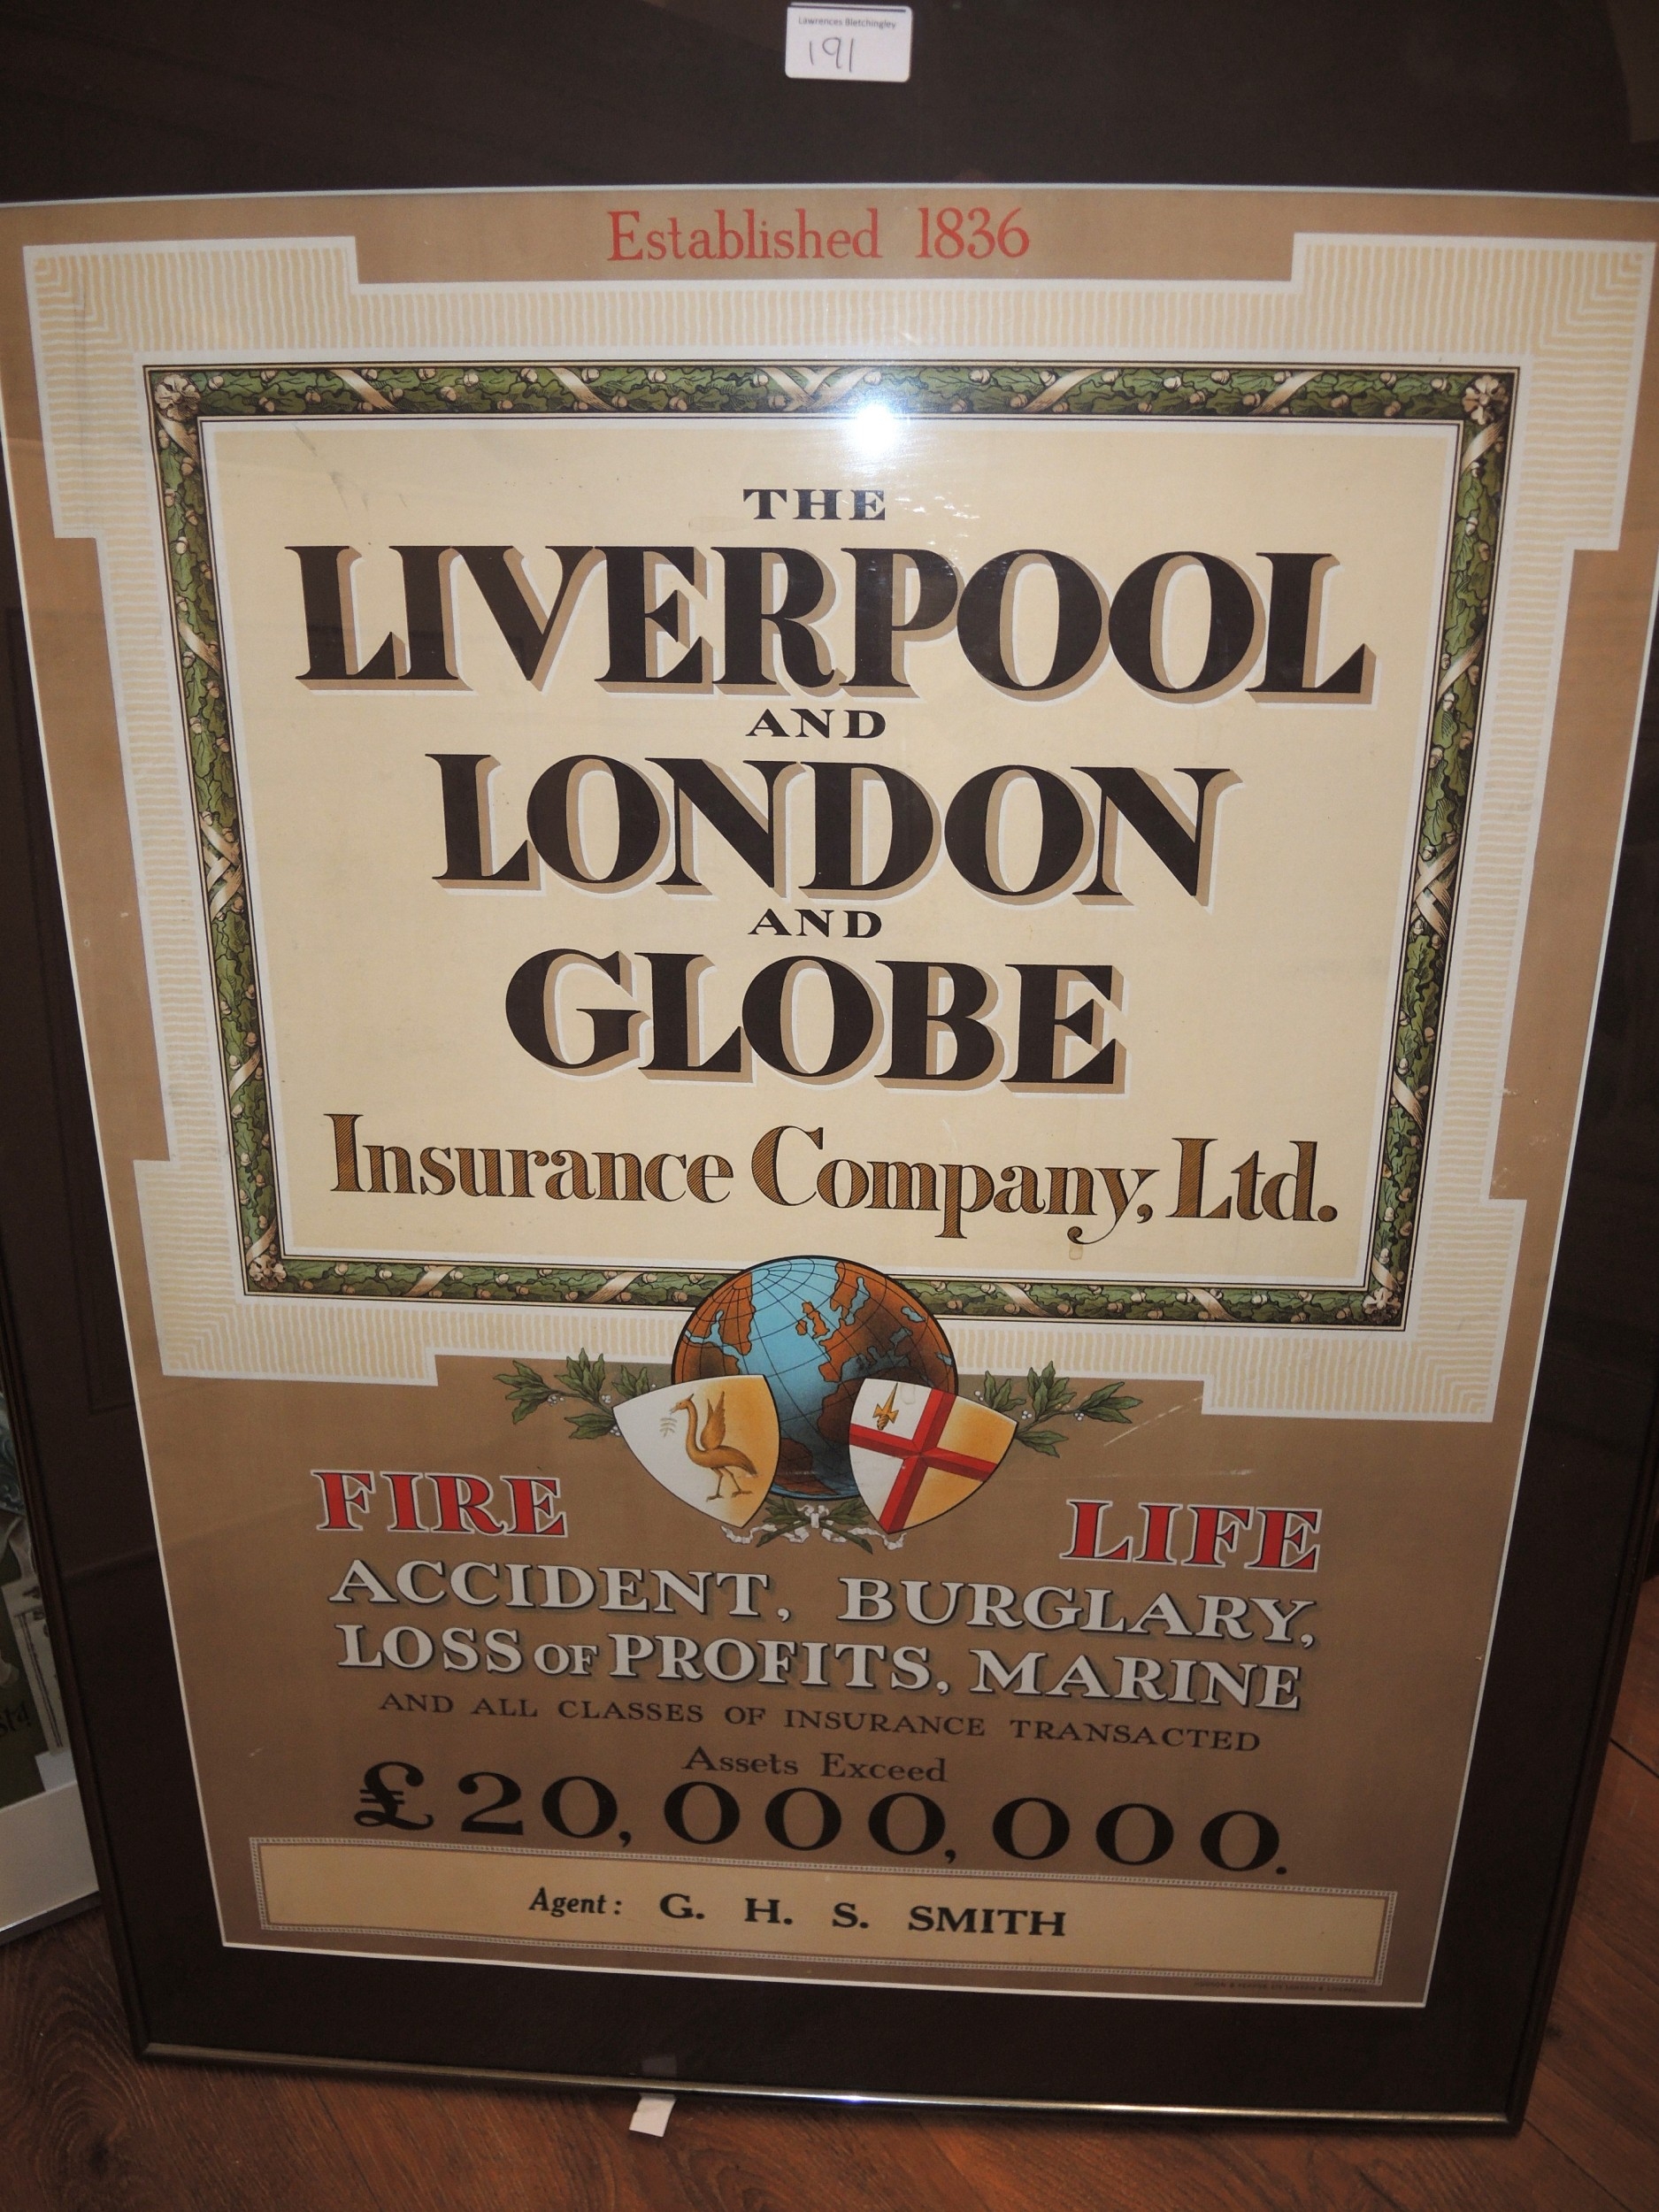 Lawrences Bletchingley
191
Established 1836
THE
LIVERPOOL
AND
LONDON
AND
GLOBE
Insurance Company, Ltd.
FIRE LIFE
ACCIDENT, BURGLARY,
LOSS OF PROFITS, MARINE
AND ALL CLASSES OF INSURANCE TRANSACTED
Assets Exceed
£20,000,000.
Agent: G. H. S. SMITH